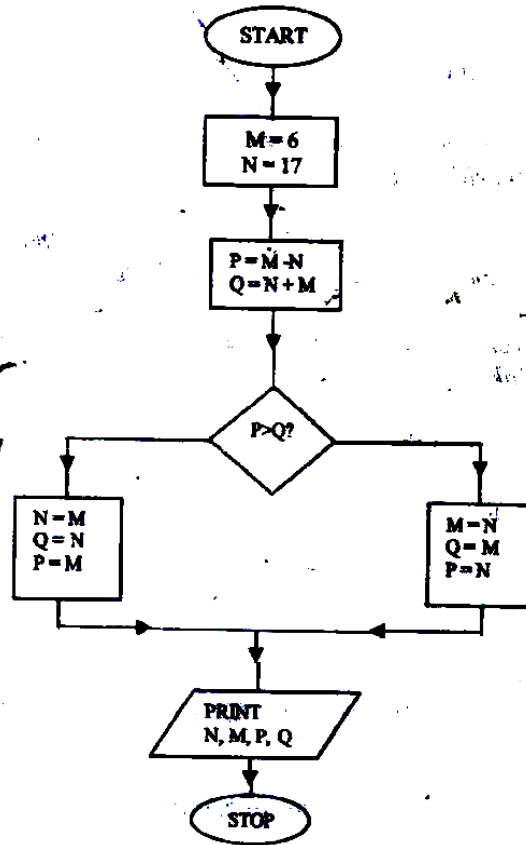 START
M = 6
N = 17
P = M - N
Q = N + M
P>Q?
N = M
Q = N
P = M
M = N
Q = M
P = N
PRINT
N, M, P, Q
STOP